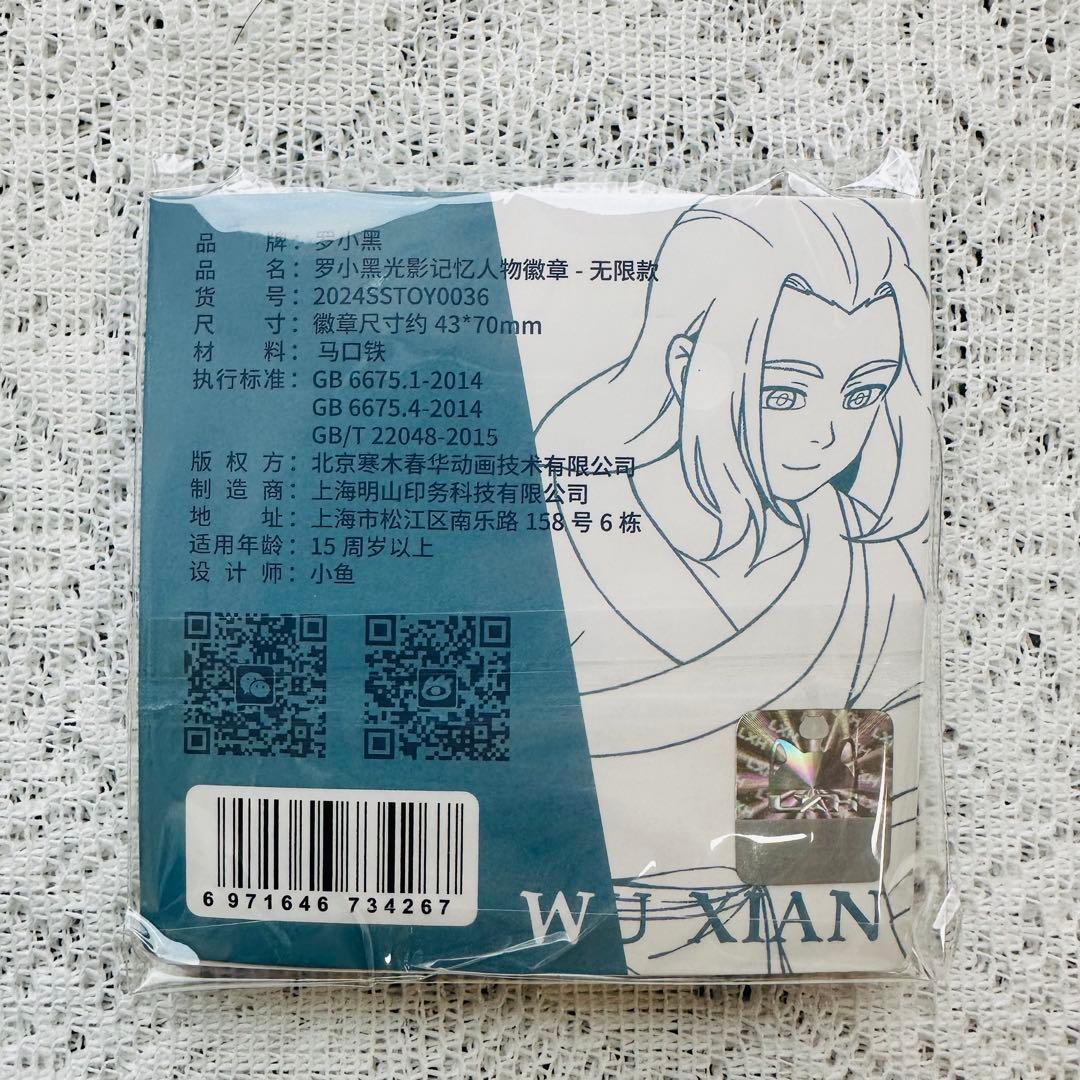 品 牌：罗小黑
品 名：罗小黑光影记忆人物徽章 - 无限款
货 号：2024SSTOY0036
尺 寸：徽章尺寸约 43*70mm
材 料：马口铁
执行标准：GB 6675.1-2014
GB 6675.4-2014
GB/T 22048-2015
版 权 方：北京寒木春华动画技术有限公司
制 造 商：上海明山印务科技有限公司
地 址：上海市松江区南乐路 158 号 6 栋
适用年龄：15 周岁以上
设 计 师：小鱼
LXH
6 971646 734267
WU XIAN